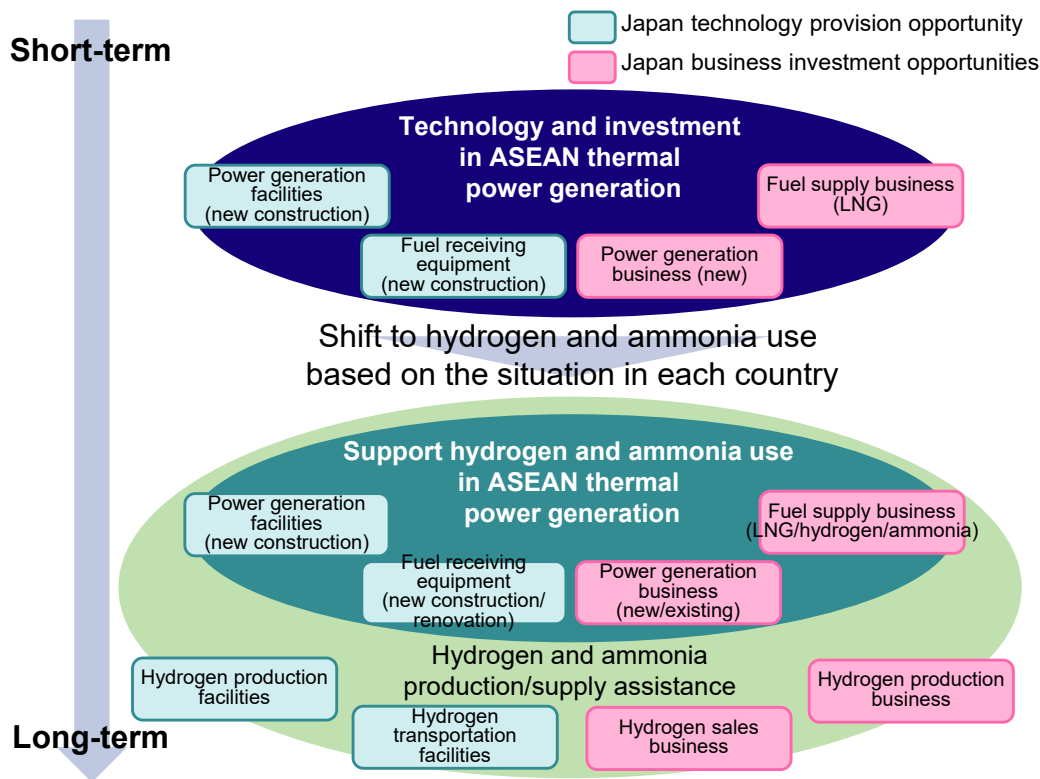 Short-term
Japan technology provision opportunity
Japan business investment opportunities
Technology and investment
in ASEAN thermal
power generation
Power generation
facilities
(new construction)
Fuel supply business
(LNG)
Fuel receiving
equipment
(new construction)
Power generation
business (new)
Shift to hydrogen and ammonia use
based on the situation in each country
Support hydrogen and ammonia use
in ASEAN thermal
power generation
Power generation
facilities
(new construction)
Fuel supply business
(LNG/hydrogen/ammonia)
Fuel receiving
equipment
(new construction/
renovation)
Power generation
business
(new/existing)
Hydrogen and ammonia
production/supply assistance
Hydrogen production
facilities
Hydrogen production
business
Hydrogen
transportation
facilities
Hydrogen sales
business
Long-term